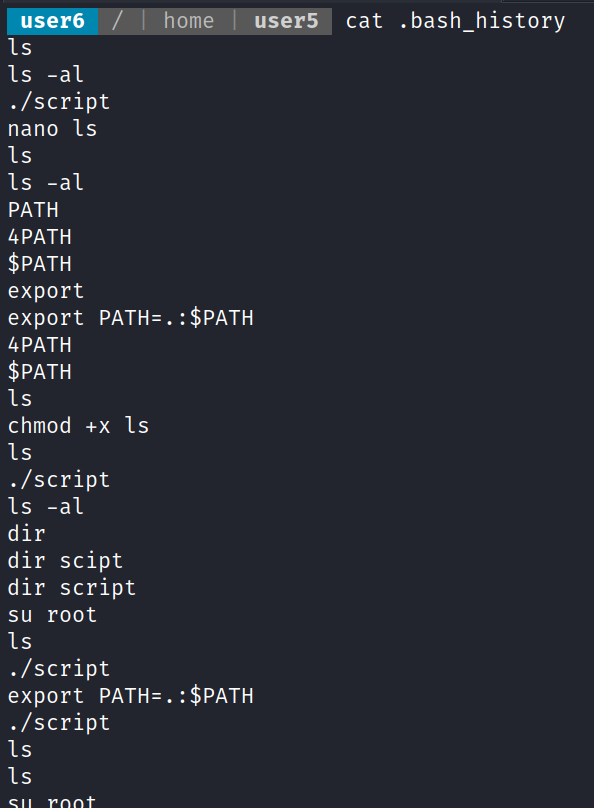 user6 / | home | user5 cat .bash_history
ls
ls -al
./script
nano ls
ls
ls -al
PATH
4PATH
$PATH
export
export PATH=.:$PATH
4PATH
$PATH
ls
chmod +x ls
ls
./script
ls -al
dir
dir scipt
dir script
su root
ls
./script
export PATH=.:$PATH
./script
ls
ls
su root